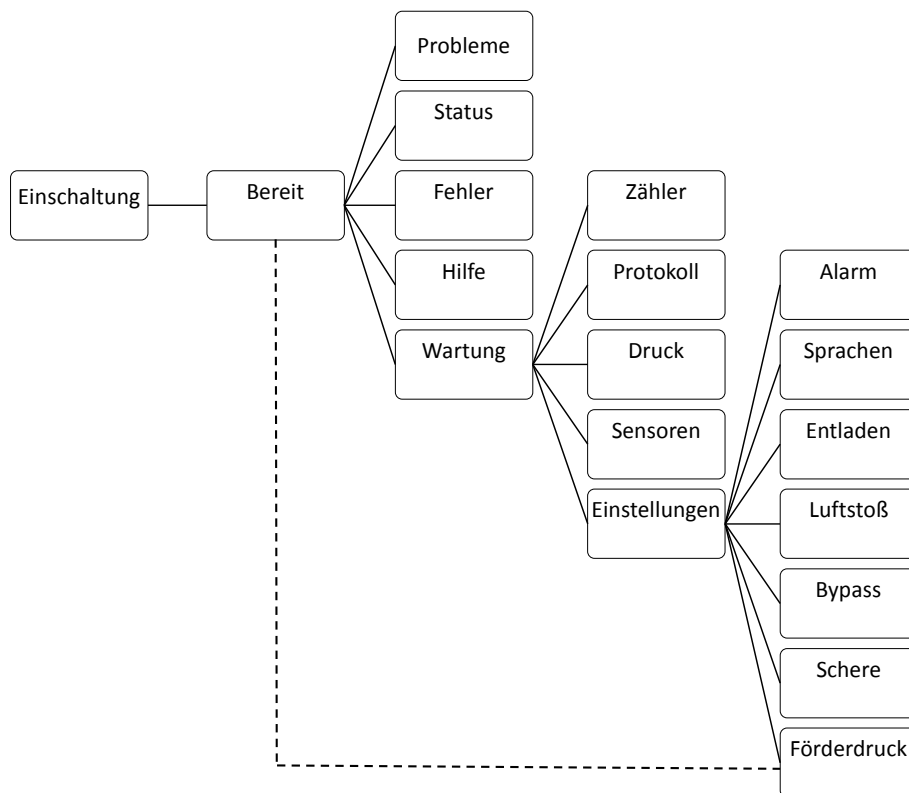 Einschaltung
Bereit
Probleme
Status
Fehler
Hilfe
Wartung
Zähler
Protokoll
Druck
Sensoren
Einstellungen
Alarm
Sprachen
Entladen
Luftstoß
Bypass
Schere
Förderdruck